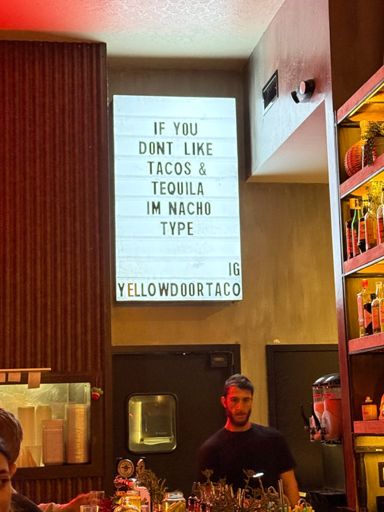 IF YOU
DONT LIKE
TACOS &
TEQUILA
IM NACHO
TYPE
IG
YELLOWDOORTACO